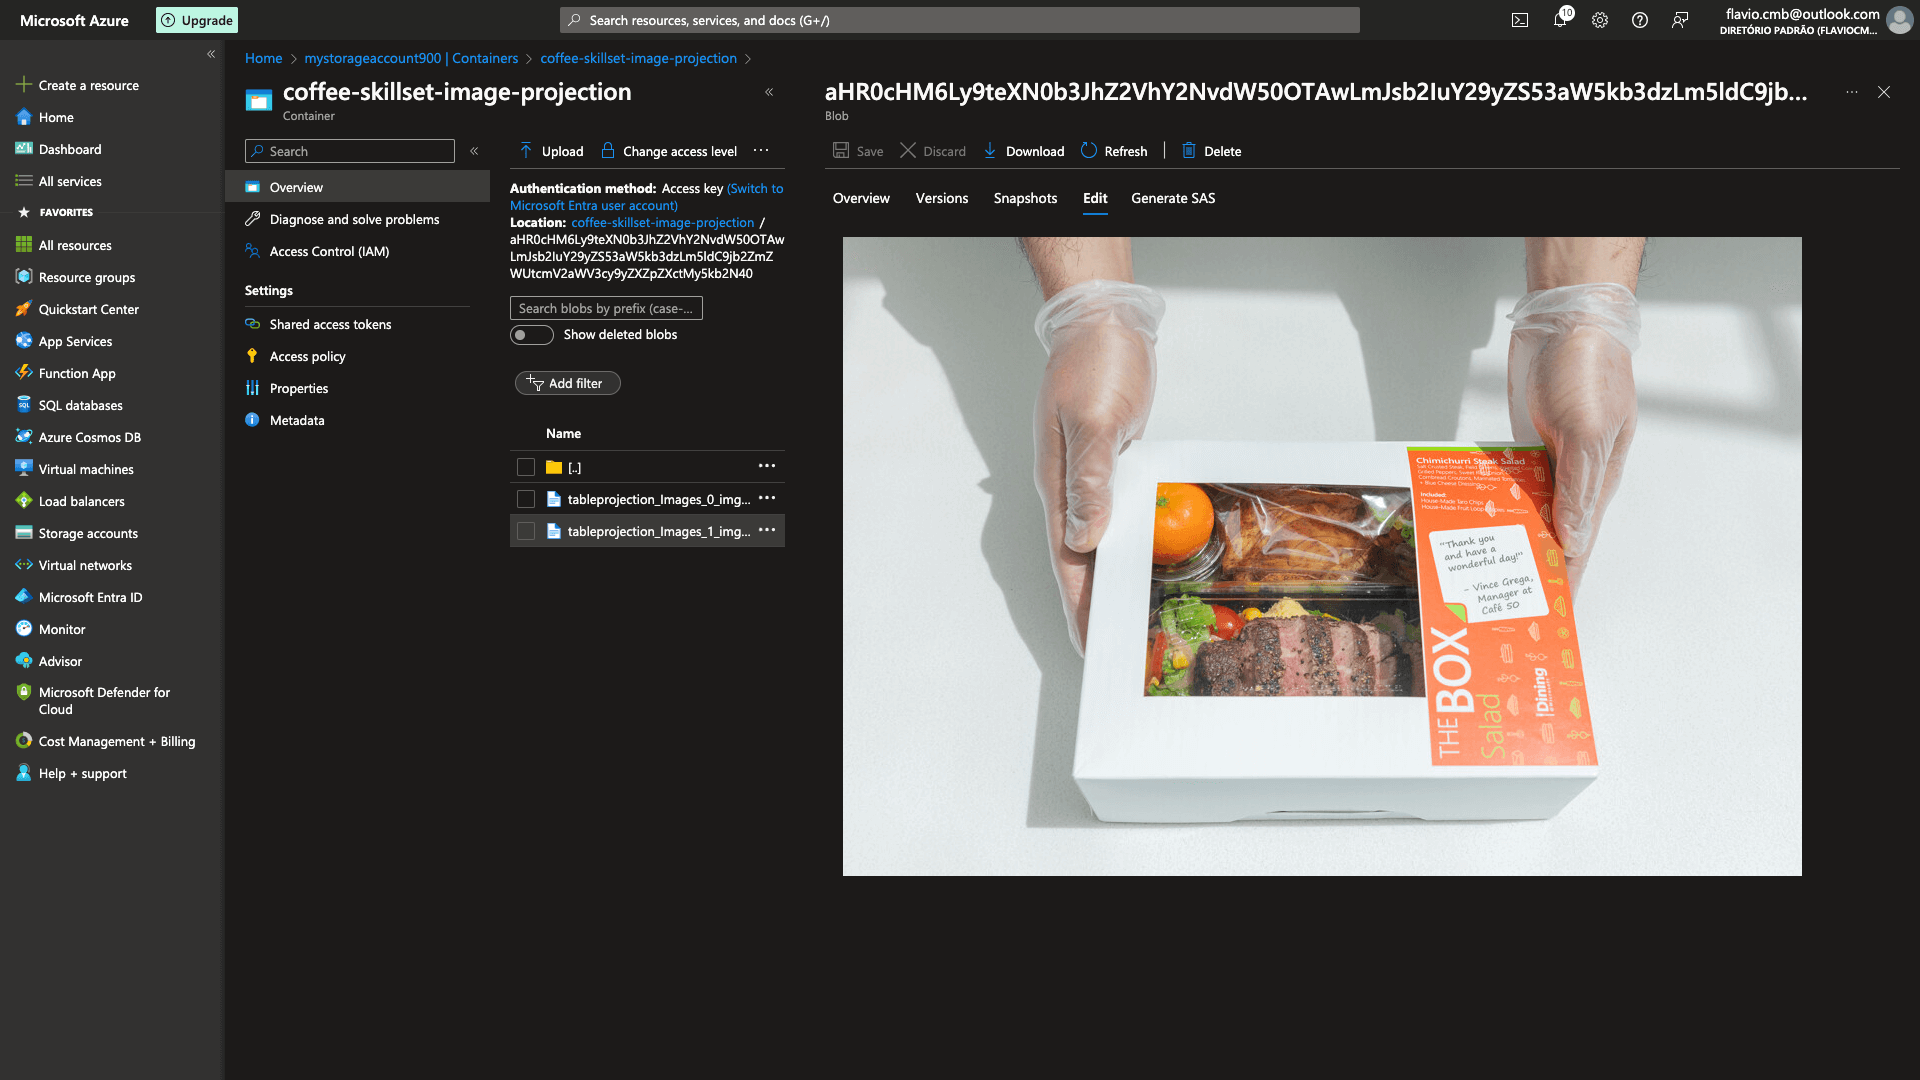 Microsoft Azure
Upgrade
Search resources, services, and docs (G+/)
10
flavio.cmb@outlook.com
DIRETÓRIO PADRÃO (FLAVIOCM...
Create a resource
Home
Dashboard
All services
FAVORITES
All resources
Resource groups
Quickstart Center
App Services
Function App
SQL databases
Azure Cosmos DB
Virtual machines
Load balancers
Storage accounts
Virtual networks
Microsoft Entra ID
Monitor
Advisor
Microsoft Defender for
Cloud
Cost Management + Billing
Help + support
Home
mystorageaccount900 | Containers
coffee-skillset-image-projection
coffee-skillset-image-projection
Container
Search
Overview
Diagnose and solve problems
Access Control (IAM)
Settings
Shared access tokens
Access policy
Properties
Metadata
Upload
Change access level
Authentication method: Access key (Switch to
Microsoft Entra user account)
Location: coffee-skillset-image-projection /
aHR0cHM6Ly9teXN0b3JhZ2VhY2NvdW50OTAw
LmJsb2IuY29yZS53aW5kb3dzLm5ldC9jb2ZmZ
WUtcmV2aWV3cy9yZXZpZXctMy5kb2N40
Search blobs by prefix (case-...
Show deleted blobs
Add filter
Name
[..]
tableprojection_Images_0_img...
tableprojection_Images_1_img...
aHR0cHM6Ly9teXN0b3JhZ2VhY2NvdW50OTAwLmJsb2IuY29yZS53aW5kb3dzLm5ldC9jb...
Blob
Save
Discard
Download
Refresh
Delete
Overview
Versions
Snapshots
Edit
Generate SAS
Chimichurri Steak Salad
Included:
House-Made Taro Chips
"Thank you
and have a
wonderful day!"
- Vince Grega,
Manager at
Café 50
THE BOX
Salad
Dining